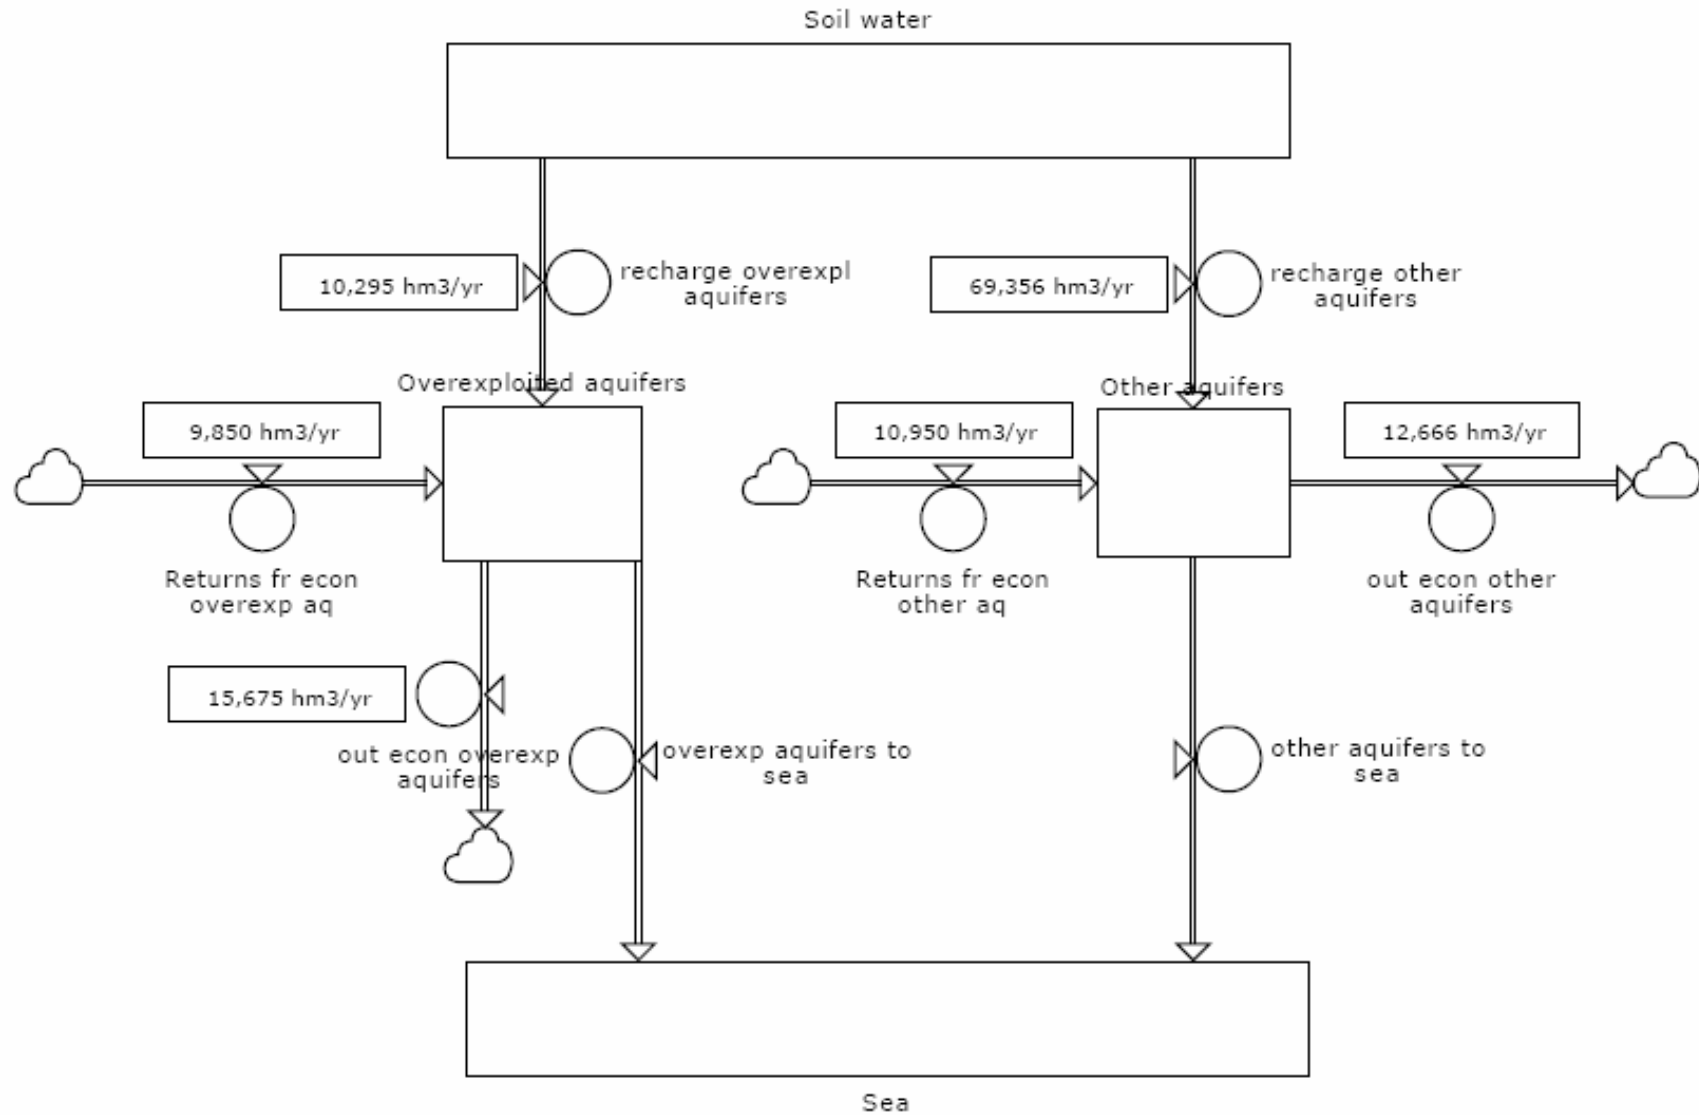 Soil water
10,295 hm3/yr
recharge overexpl
aquifers
69,356 hm3/yr
recharge other
aquifers
Overexploited aquifers
Other aquifers
9,850 hm3/yr
10,950 hm3/yr
12,666 hm3/yr
Returns fr econ
overexp aq
Returns fr econ
other aq
out econ other
aquifers
15,675 hm3/yr
out econ overexp
aquifers
overexp aquifers to
sea
other aquifers to
sea
Sea